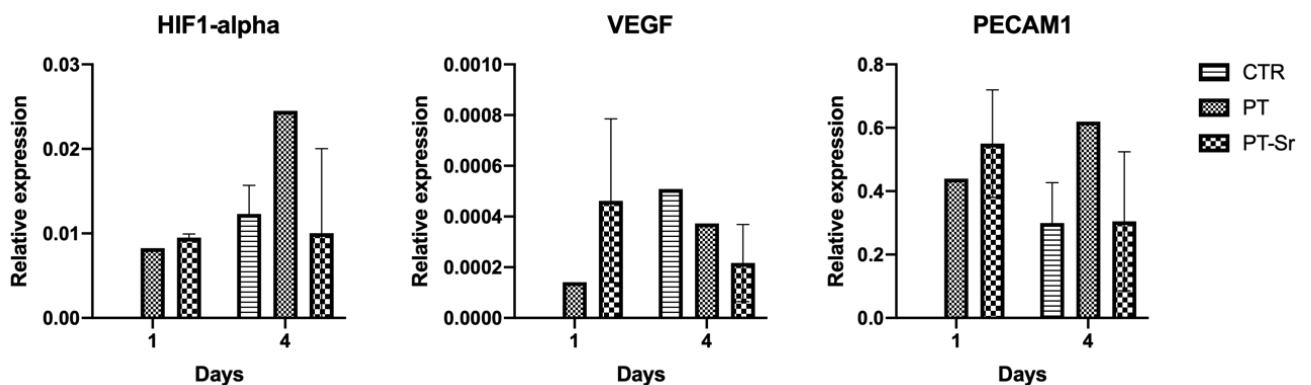 HIF1-alpha
Relative expression
0.03
0.02
0.01
0.00
1 4
Days
VEGF
Relative expression
0.0010
0.0008
0.0006
0.0004
0.0002
0.0000
1 4
Days
PECAM1
Relative expression
0.8
0.6
0.4
0.2
0.0
1 4
Days
CTR
PT
PT-Sr